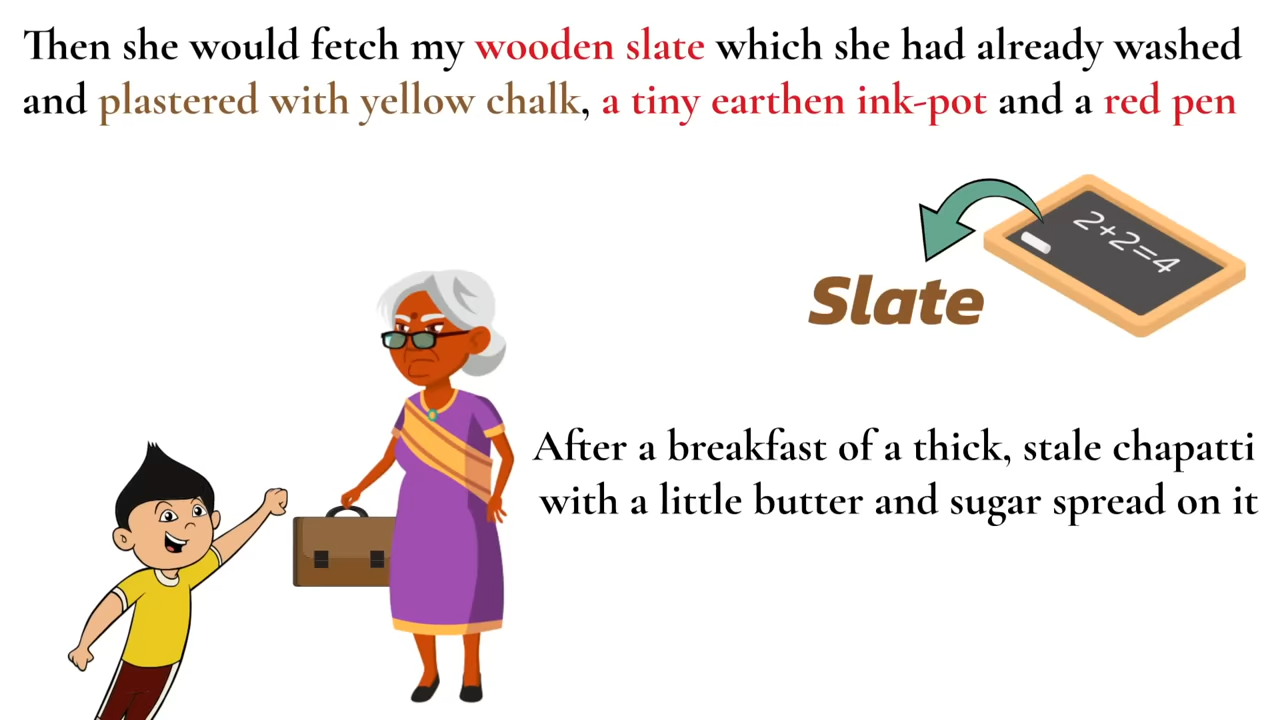 Then she would fetch my wooden slate which she had already washed
and plastered with yellow chalk, a tiny earthen ink-pot and a red pen
2+2=4
Slate
After a breakfast of a thick, stale chapatti
with a little butter and sugar spread on it